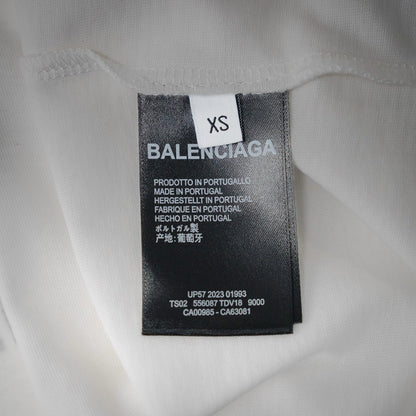 XS
BALENCIAGA
PRODOTTO IN PORTUGALLO
MADE IN PORTUGAL
HERGESTELLT IN PORTUGAL
FABRIQUE EN PORTUGAL
HECHO EN PORTUGAL
ポルトガル製
产地:葡萄牙
UP57 2023 01993
TS02 556087 TDV18 9000
CA00985 - CA63081